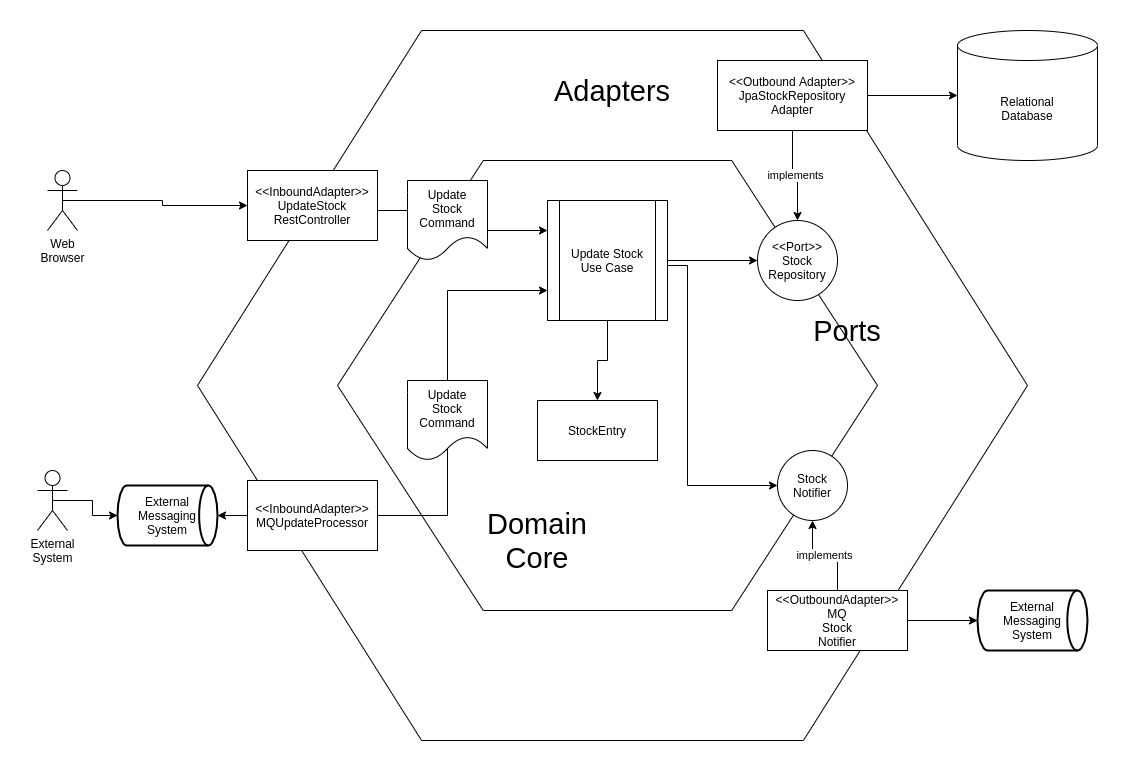 Adapters
<<Outbound Adapter>>
JpaStockRepository
Adapter
Relational
Database
implements
Web
Browser
<<InboundAdapter>>
UpdateStock
RestController
Update
Stock
Command
Update Stock
Use Case
<<Port>>
Stock
Repository
Ports
Update
Stock
Command
StockEntry
External
System
External
Messaging
System
<<InboundAdapter>>
MQUpdateProcessor
Domain
Core
Stock
Notifier
implements
<<OutboundAdapter>>
MQ
Stock
Notifier
External
Messaging
System